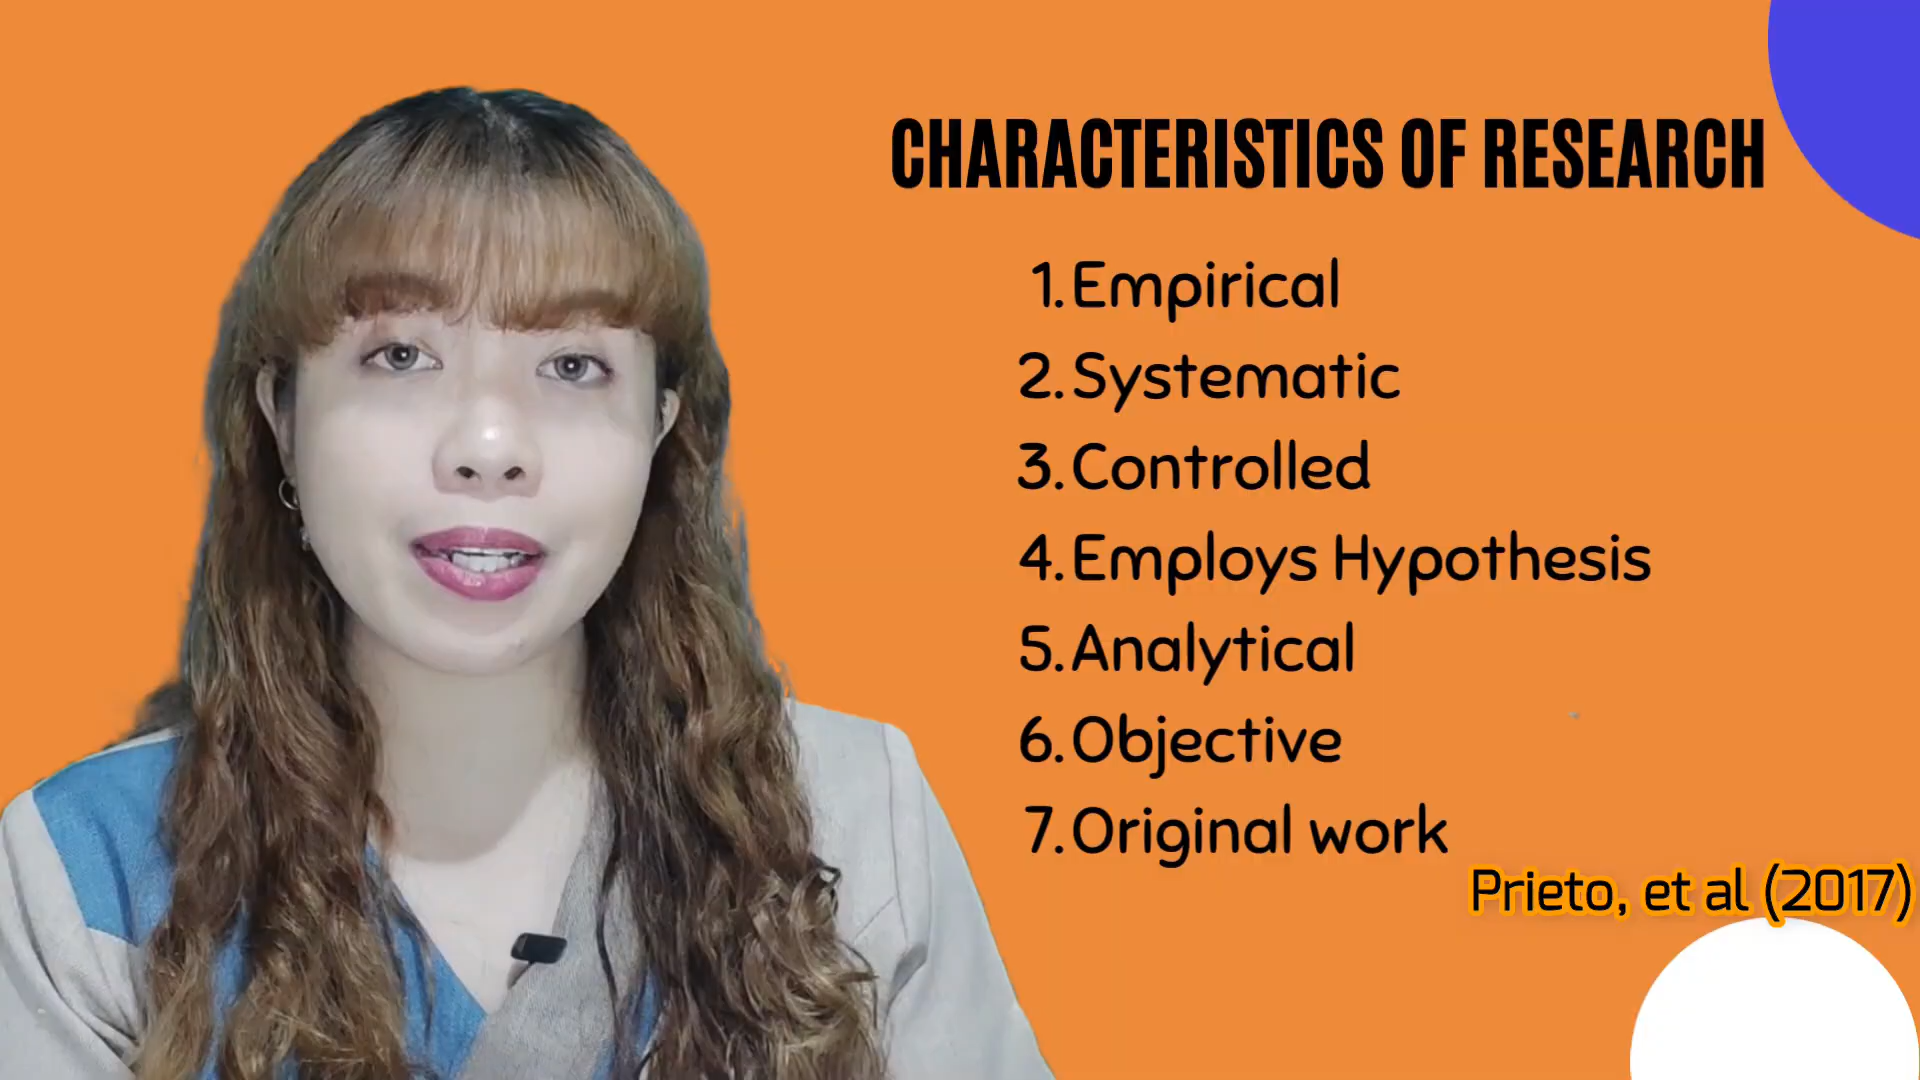 CHARACTERISTICS OF RESEARCH
1. Empirical
2. Systematic
3. Controlled
4. Employs Hypothesis
5. Analytical
6. Objective
7. Original work
Prieto, et al (2017)